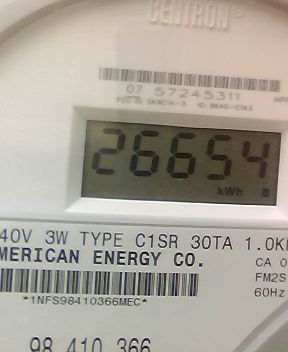 CENTRON®
07 57245311
26654
kWh
40V 3W TYPE C1SR 30TA 1.0K
MERICAN ENERGY CO.
CA 0
FM2S
60Hz
*1NFS98410366MEC*
98 410 366